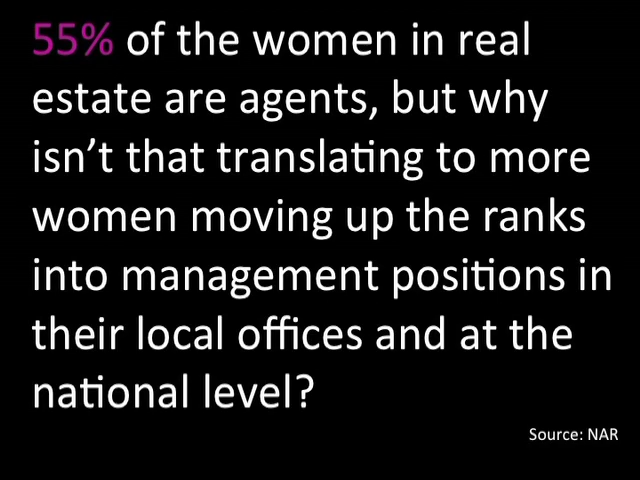 55% of the women in real
estate are agents, but why
isn’t that translating to more
women moving up the ranks
into management positions in
their local offices and at the
national level?
Source: NAR